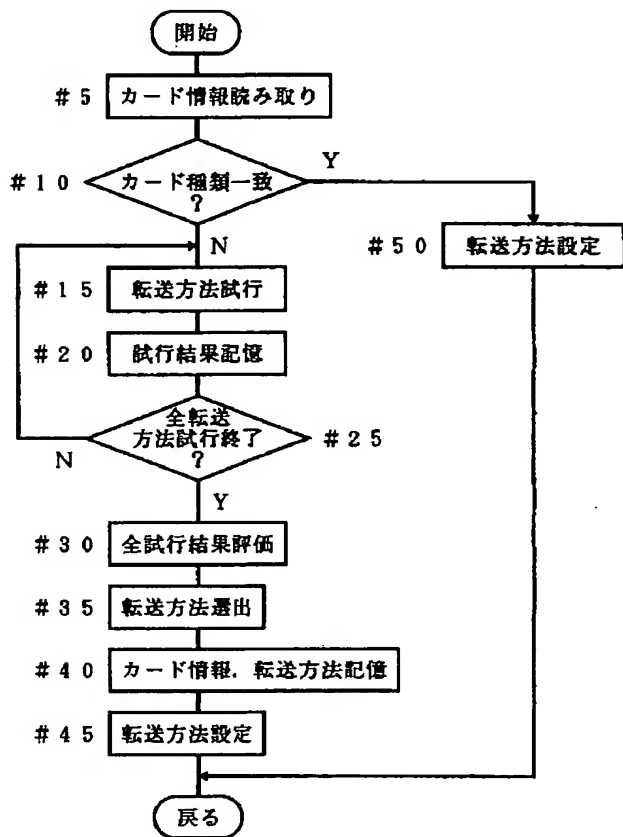 開始
#5 カード情報読み取り
Y
#10 カード種類一致
?
N
#50 転送方法設定
#15 転送方法試行
#20 試行結果記憶
全転送
方法試行終了 #25
?
N
Y
#30 全試行結果評価
#35 転送方法選出
#40 カード情報．転送方法記憶
#45 転送方法設定
戻る